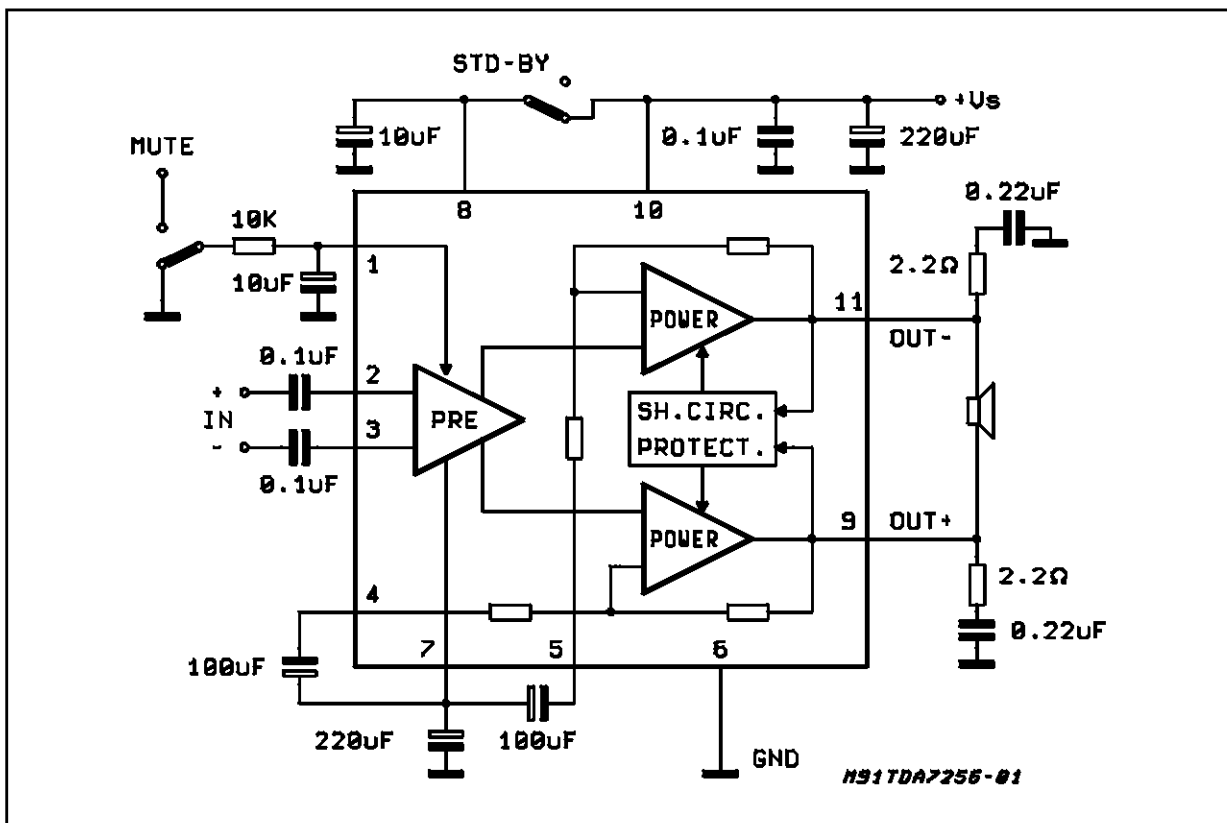 STD-BY
+Vs
10uF
0.1uF
220uF
MUTE
0.22uF
8
10
10K
1
2.2Ω
10uF
11
POWER
OUT-
0.1uF
2
+
IN
PRE
SH.CIRC.
PROTECT.
-
3
0.1uF
9
OUT+
POWER
2.2Ω
4
0.22uF
7
5
6
100uF
220uF
100uF
GND
M91TDA7256-01